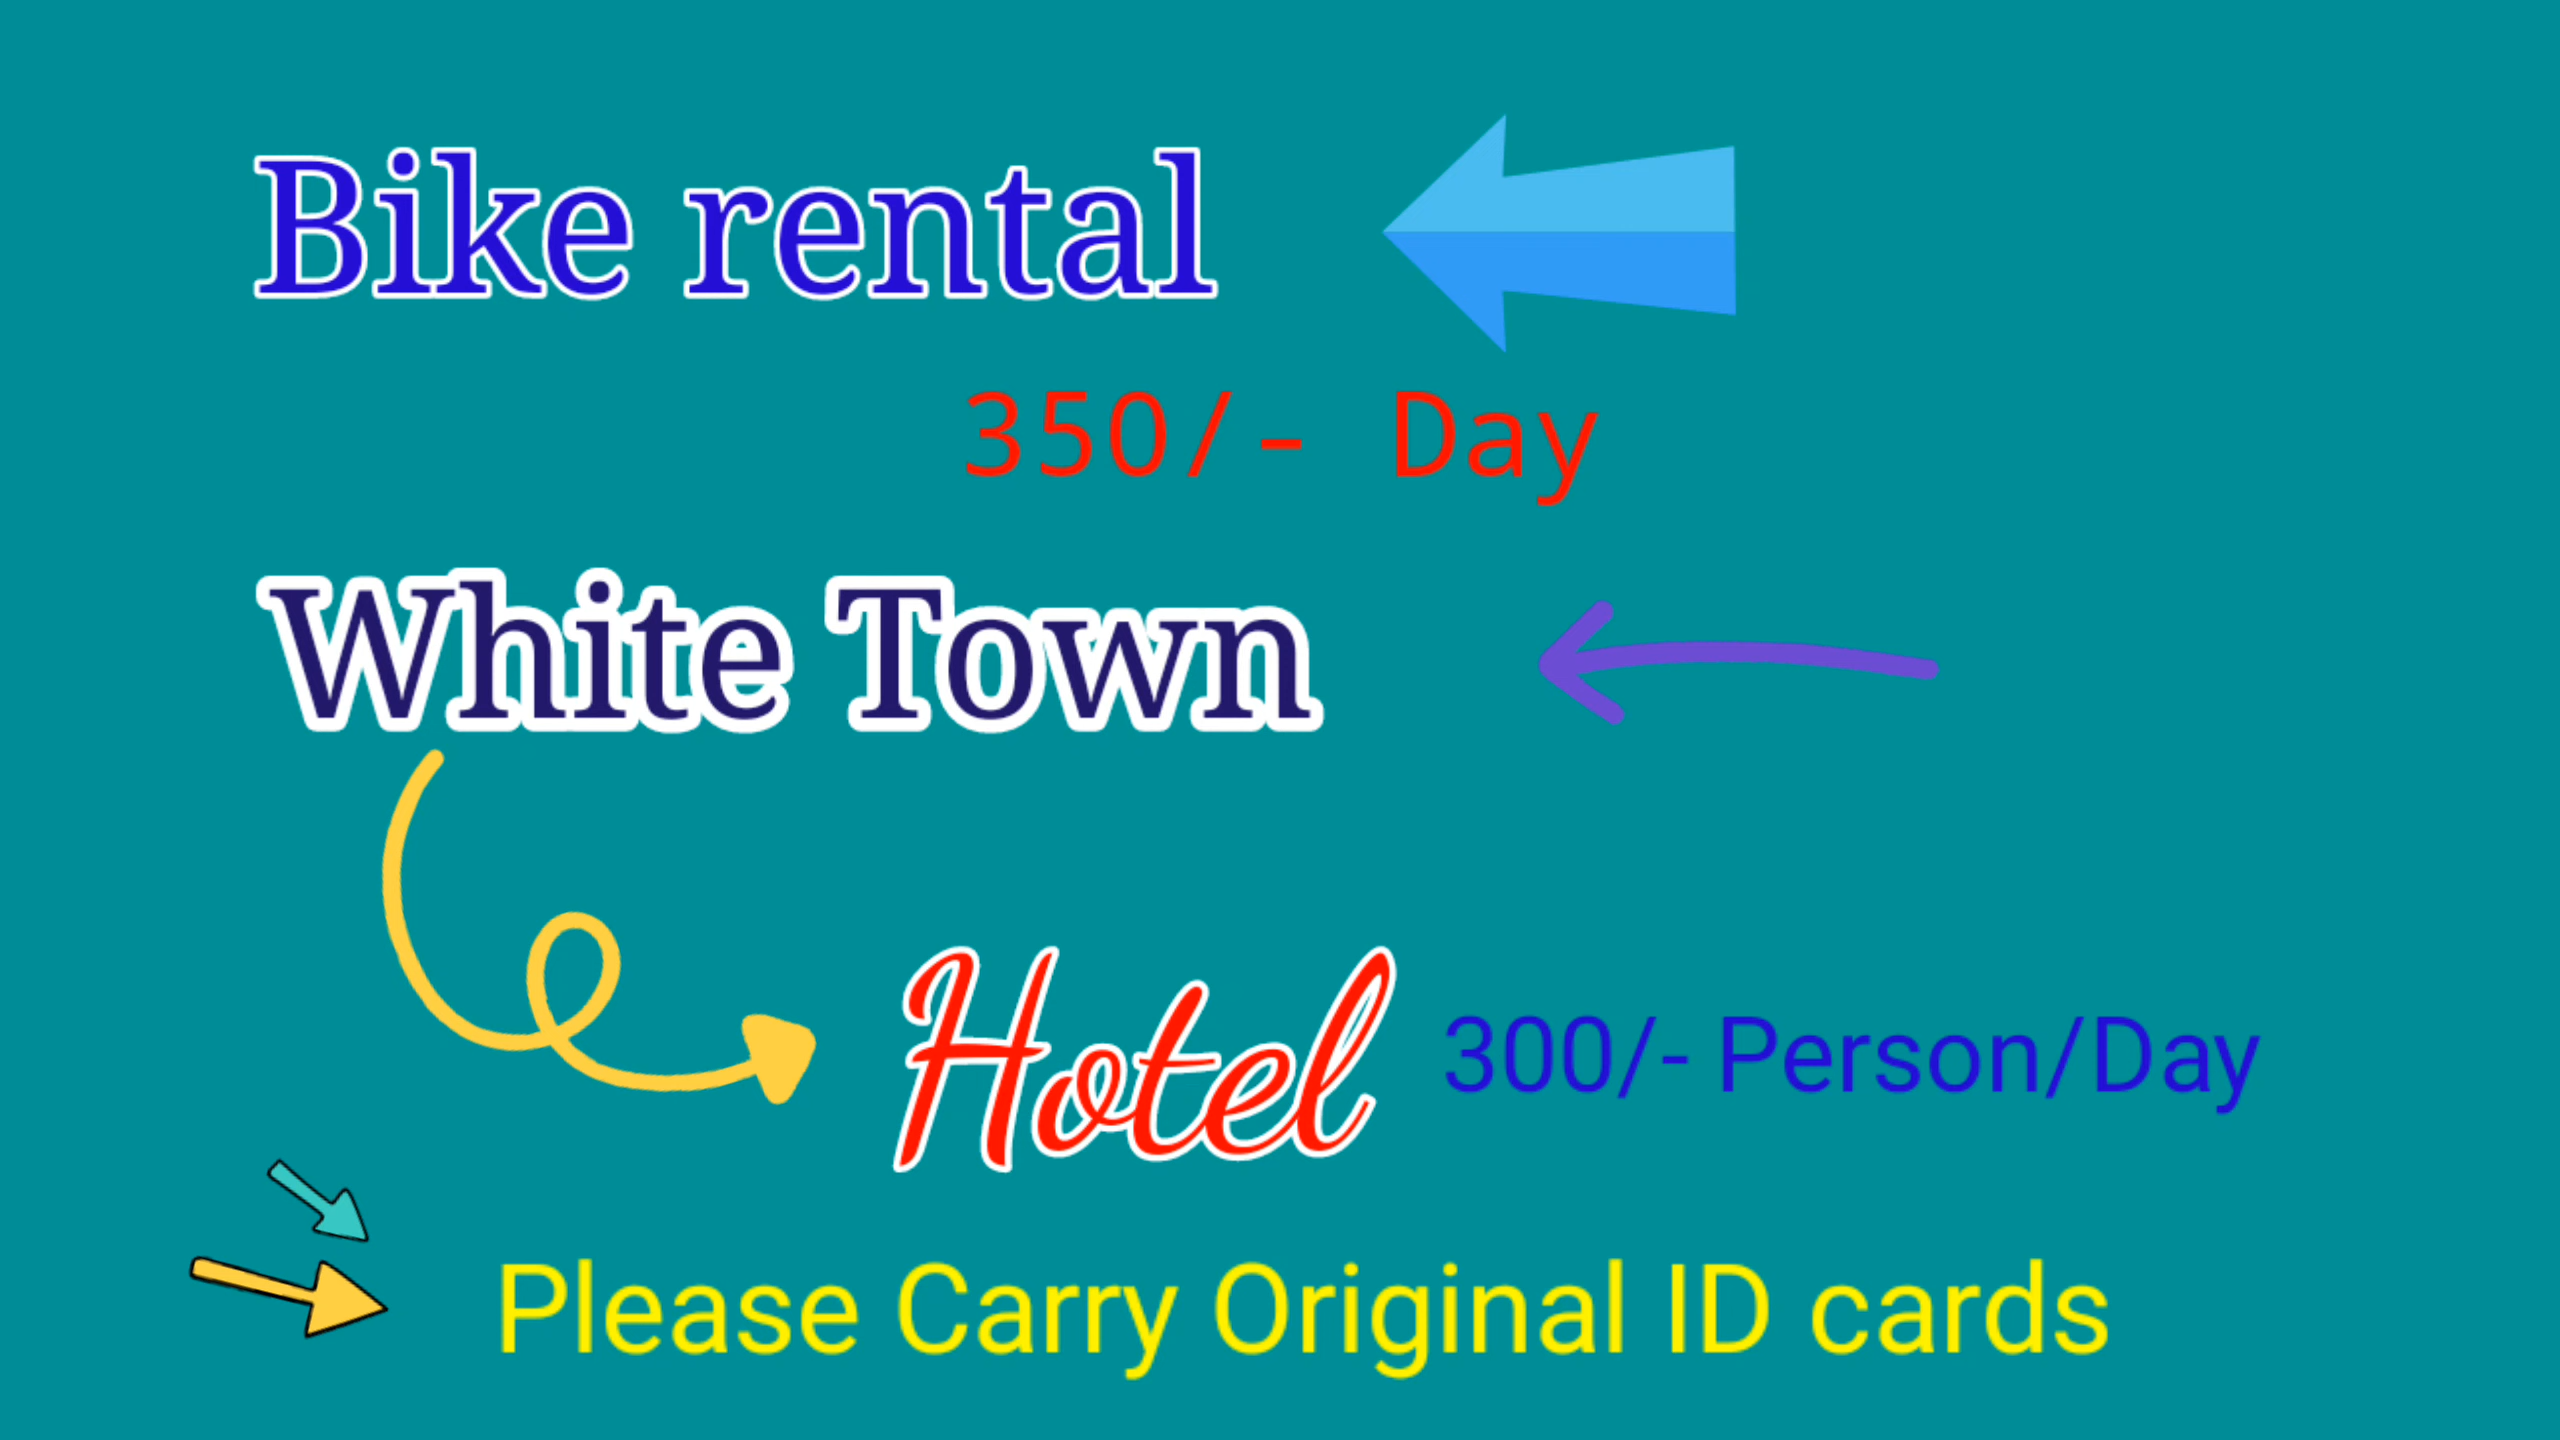 Bike rental
350/- Day
White Town
Hotel 300/- Person/Day
Please Carry Original ID cards